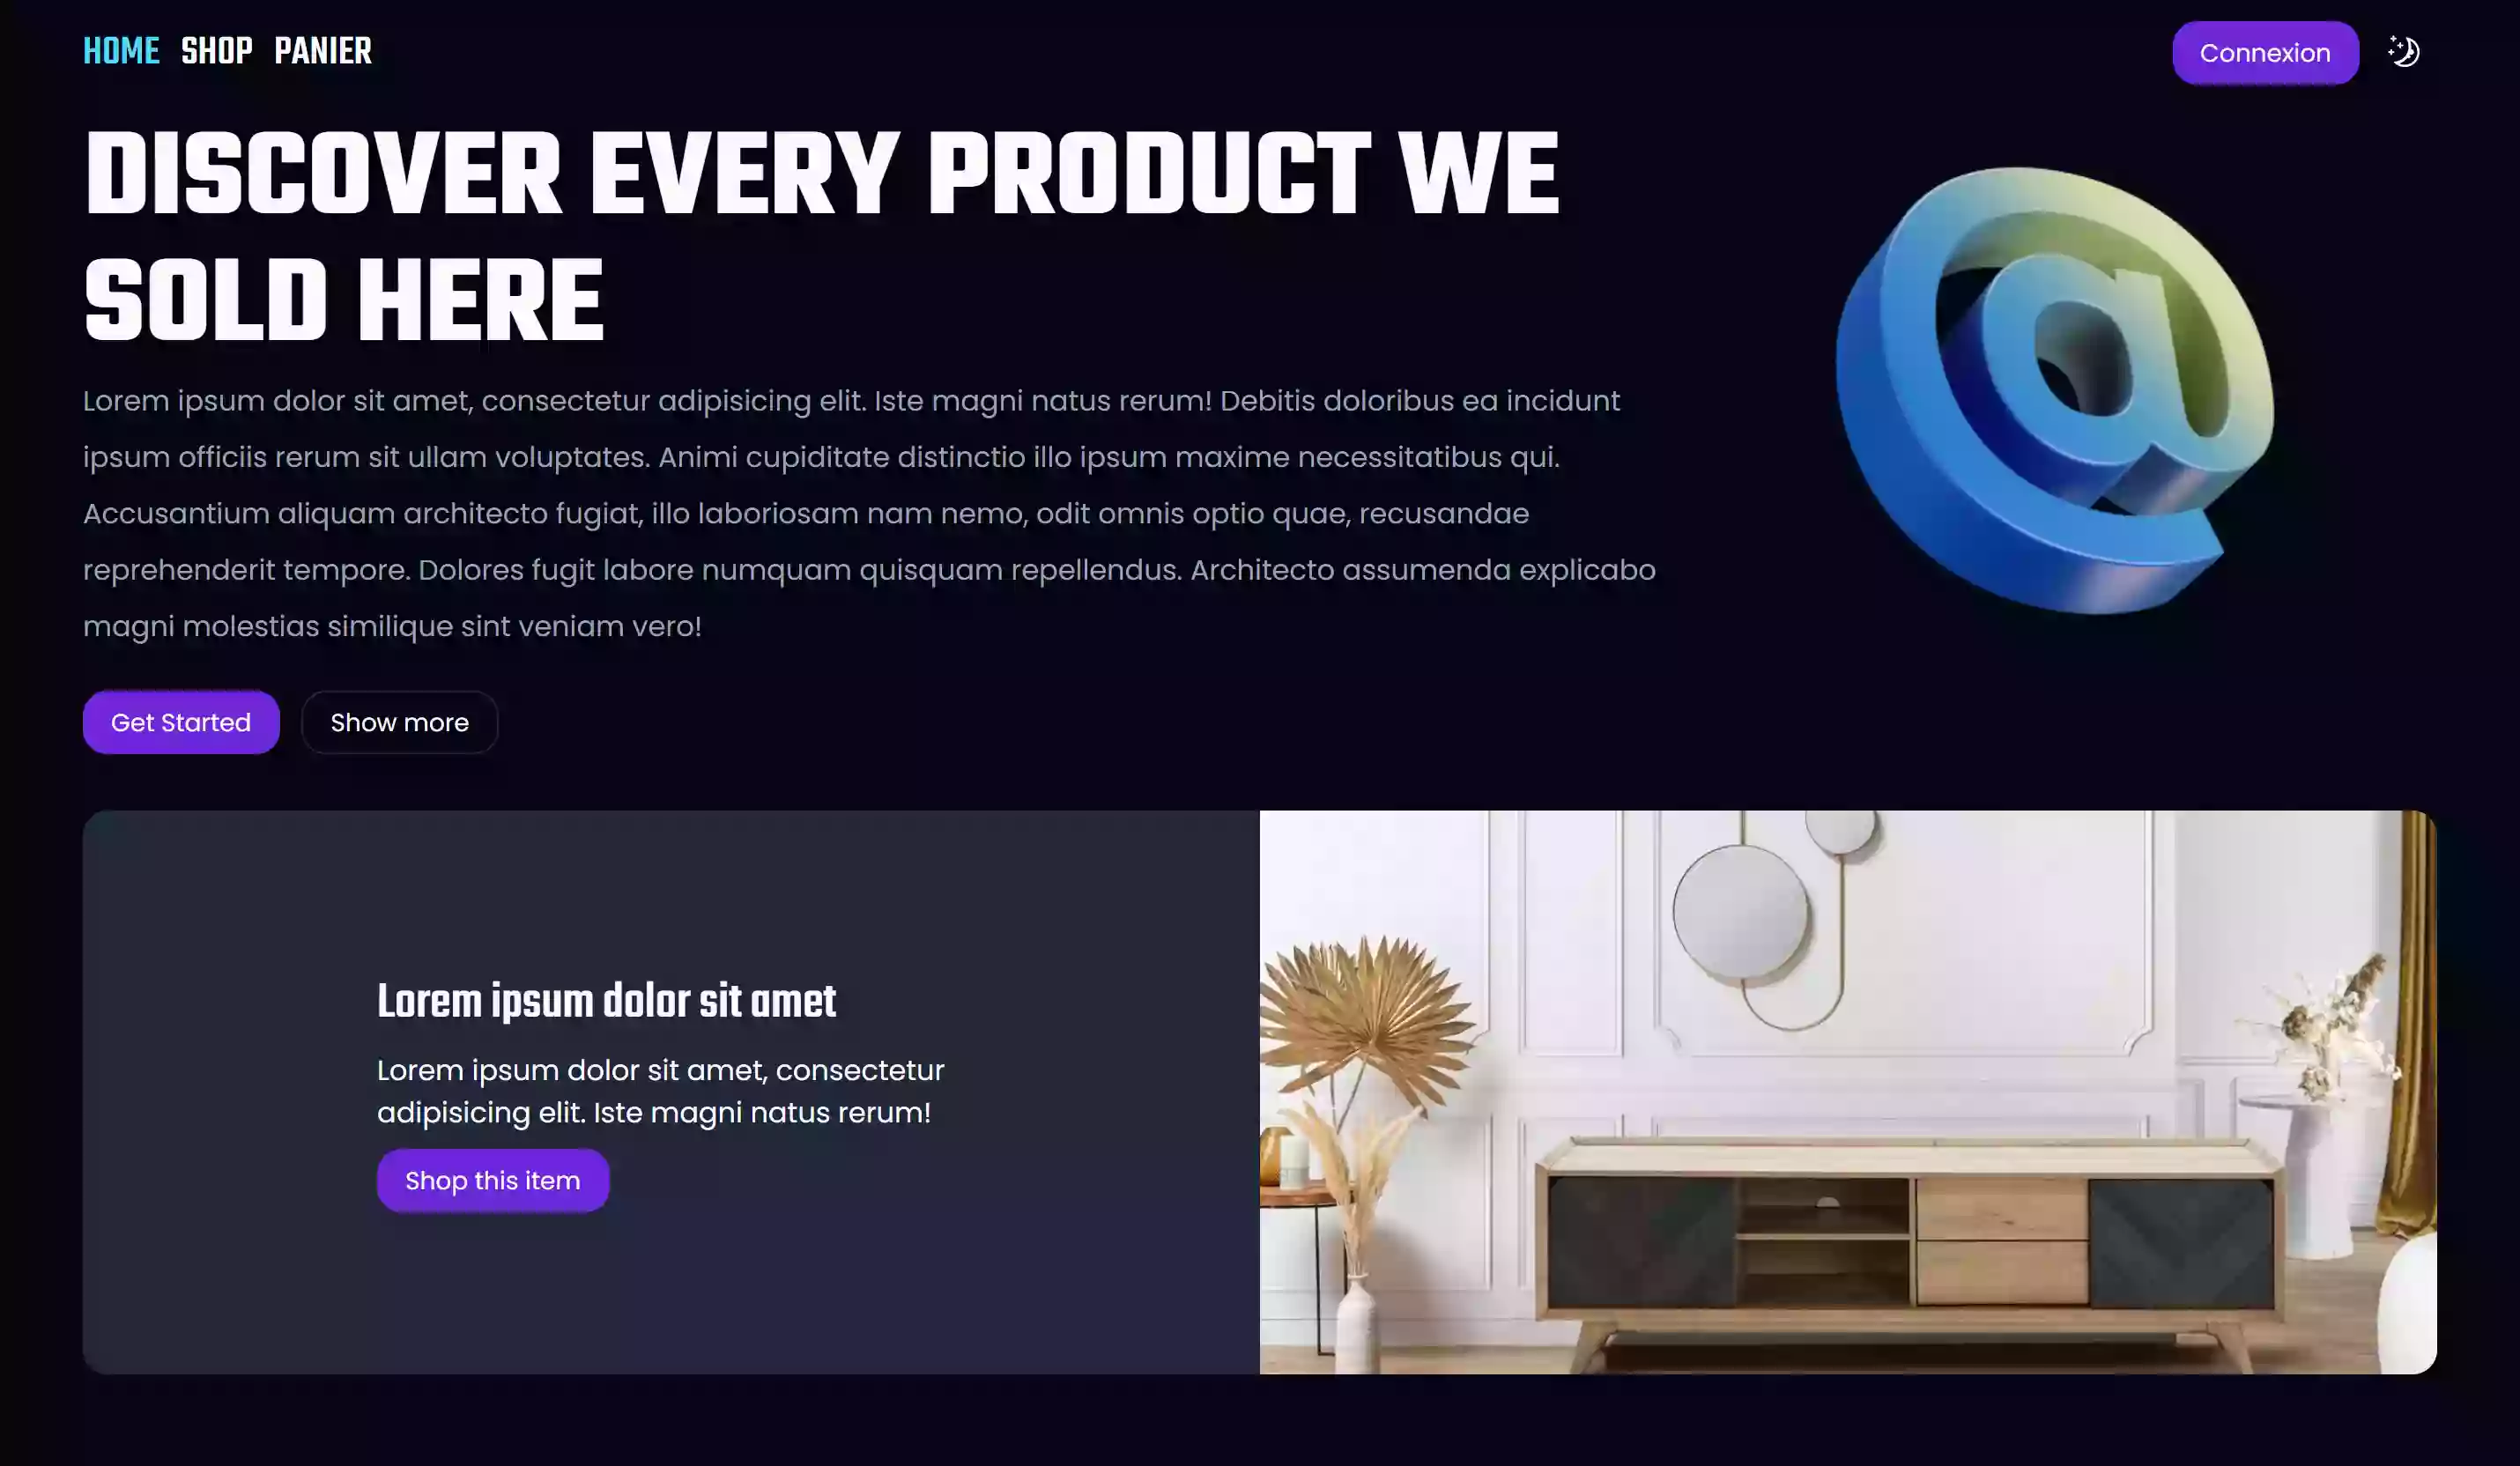 HOME SHOP PANIER
Connexion
DISCOVER EVERY PRODUCT WE
SOLD HERE
Lorem ipsum dolor sit amet, consectetur adipisicing elit. Iste magni natus rerum! Debitis doloribus ea incidunt
ipsum officiis rerum sit ullam voluptates. Animi cupiditate distinctio illo ipsum maxime necessitatibus qui.
Accusantium aliquam architecto fugiat, illo laboriosam nam nemo, odit omnis optio quae, recusandae
reprehenderit tempore. Dolores fugit labore numquam quisquam repellendus. Architecto assumenda explicabo
magni molestias similique sint veniam vero!
@
Get Started
Show more
Lorem ipsum dolor sit amet
Lorem ipsum dolor sit amet, consectetur
adipisicing elit. Iste magni natus rerum!
Shop this item